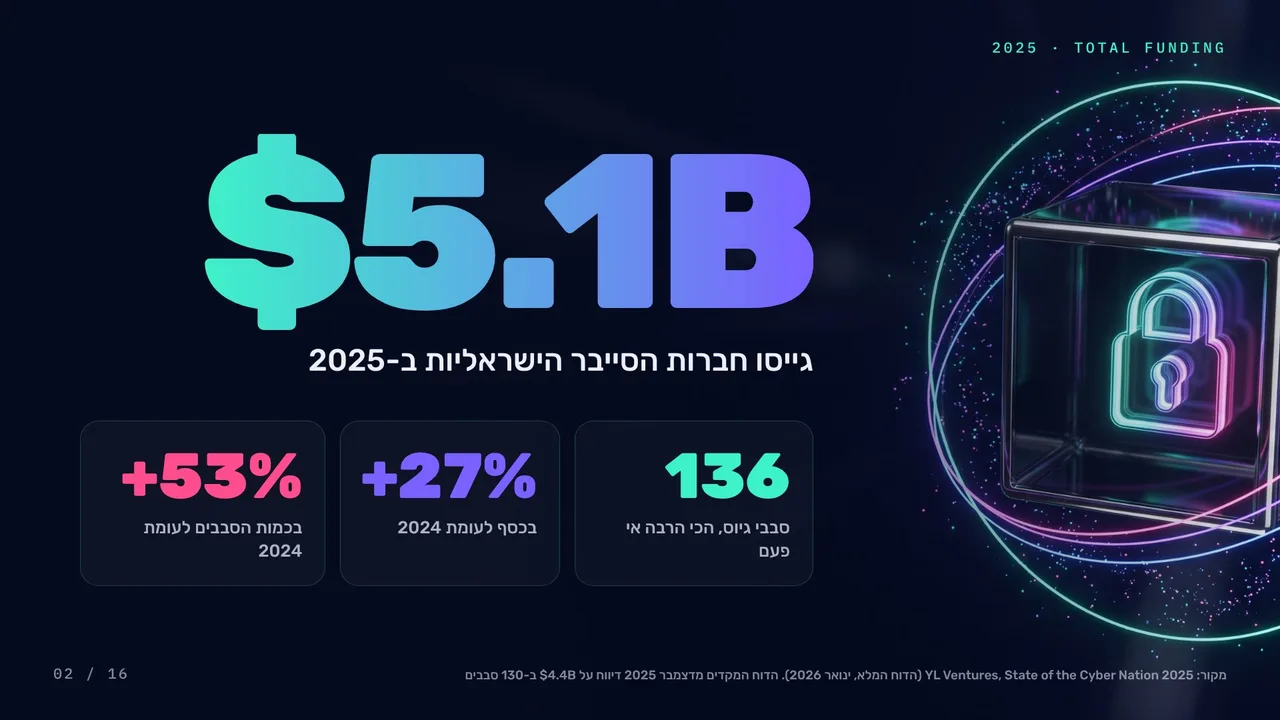 2025 · TOTAL FUNDING
$5.1B
גייסו חברות הסייבר הישראליות ב-2025
136
סבבי גיוס, הכי הרבה אי
פעם
+27%
בכסף לעומת 2024
+53%
בכמות הסבבים לעומת
2024
מקור: YL Ventures, State of the Cyber Nation 2025 (הדוח המלא, ינואר 2026). הדוח המקדים מדצמבר 2025 דיווח על $4.4B ב-130 סבבים
02 / 16